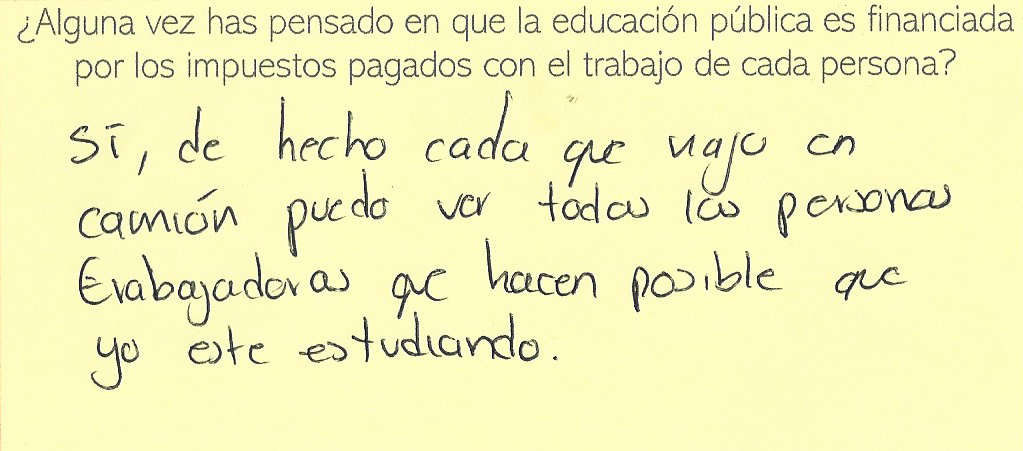 ¿Alguna vez has pensado en que la educación pública es financiada
por los impuestos pagados con el trabajo de cada persona?
Sí, de hecho cada que viajo en
camión puedo ver todas las personas
trabajadoras que hacen posible que
yo este estudiando.